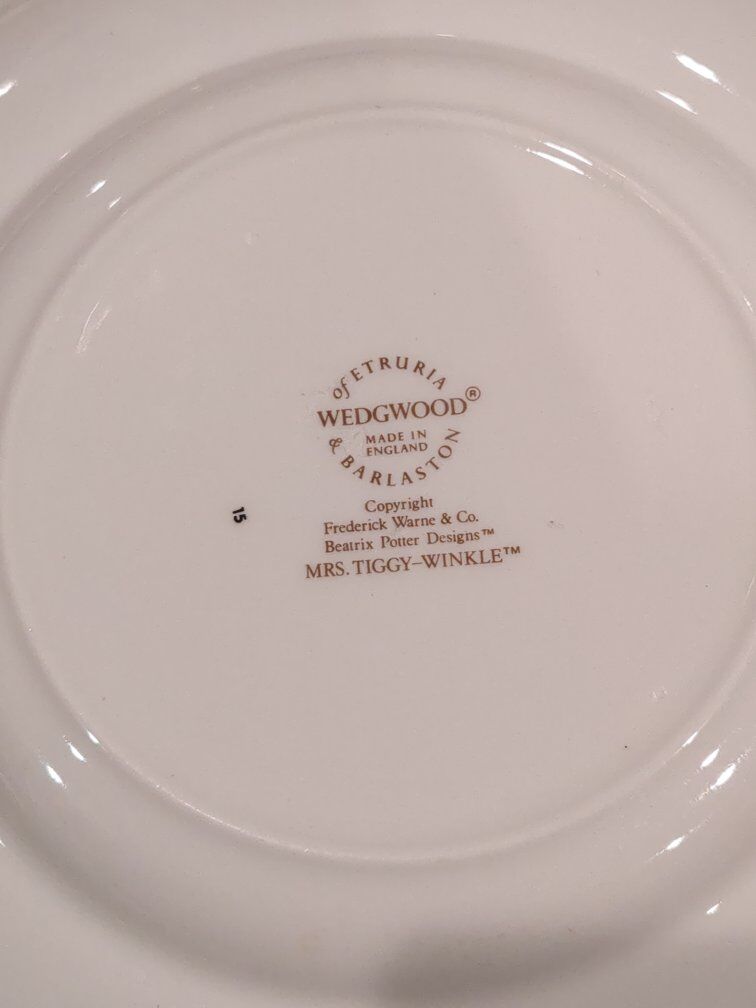 of ETRURIA
WEDGWOOD®
MADE IN
ENGLAND
& BARLASTON
Copyright
Frederick Warne & Co.
Beatrix Potter Designs™
MRS. TIGGY–WINKLE™
15